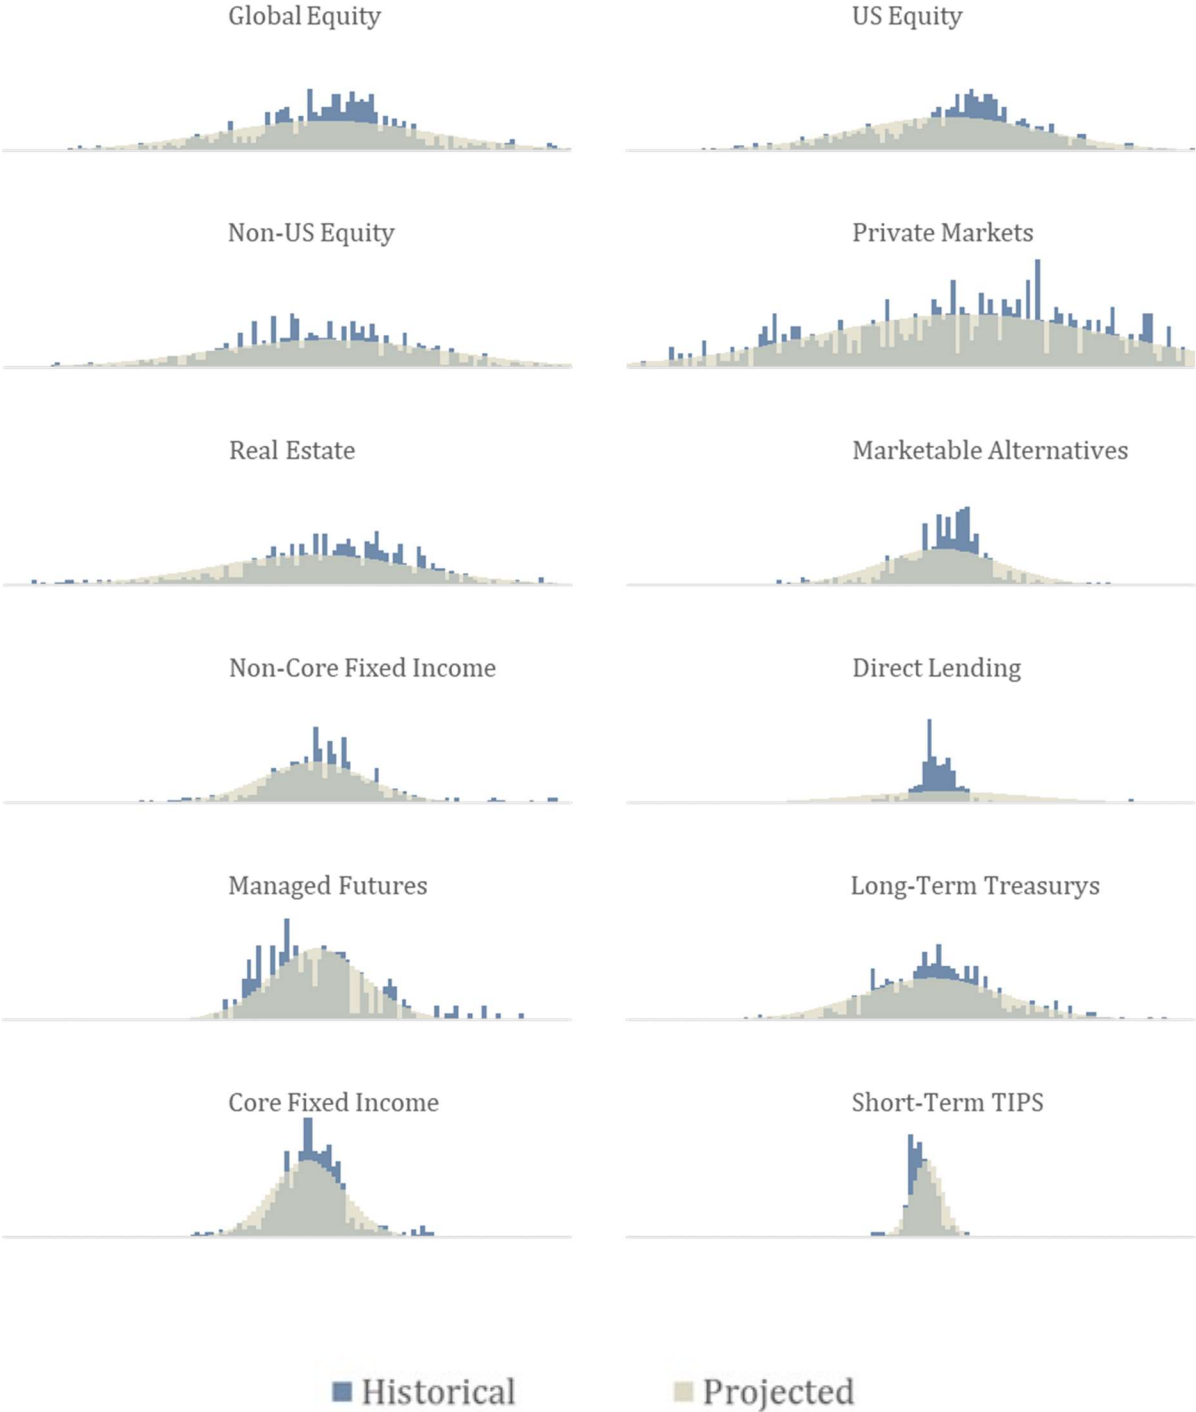 Global Equity
US Equity
Non-US Equity
Private Markets
Real Estate
Marketable Alternatives
Non-Core Fixed Income
Direct Lending
Managed Futures
Long-Term Treasurys
Core Fixed Income
Short-Term TIPS
Historical
Projected